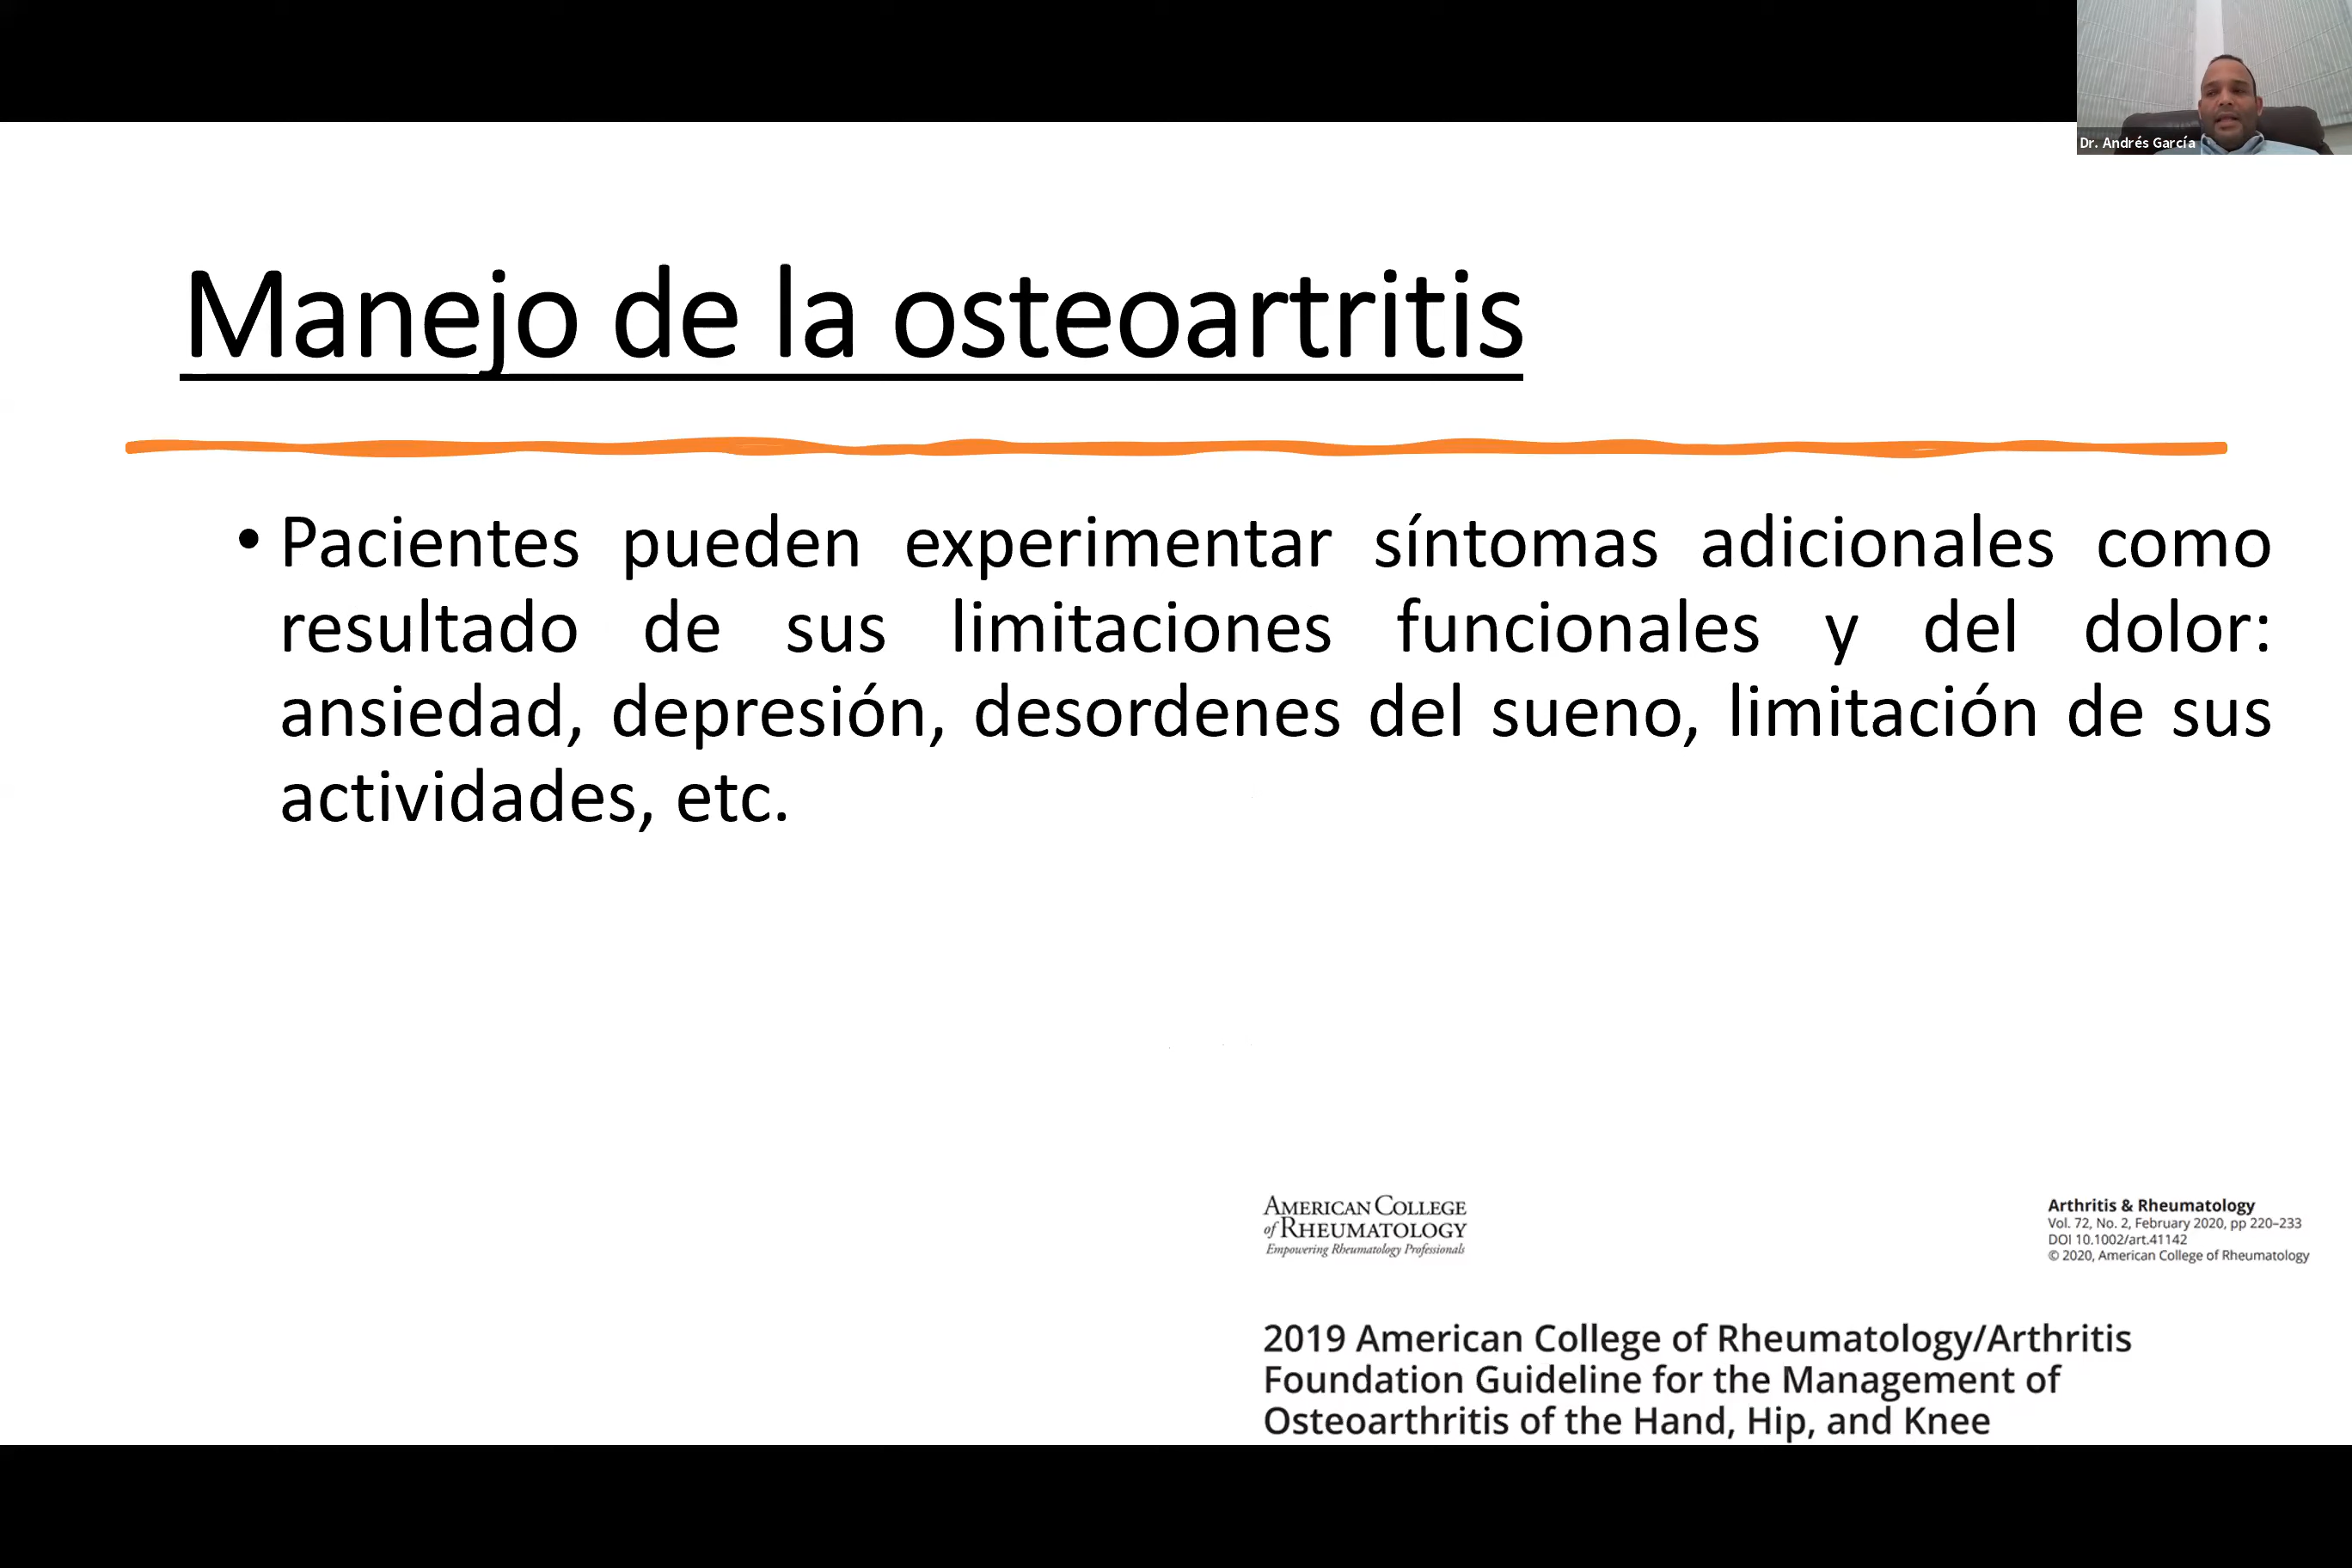 Dr. Andrés García
Manejo de la osteoartritis
• Pacientes pueden experimentar síntomas adicionales como
resultado de sus limitaciones funcionales y del dolor:
ansiedad, depresión, desordenes del sueno, limitación de sus
actividades, etc.
AMERICAN COLLEGE
of RHEUMATOLOGY
Empowering Rheumatology Professionals
Arthritis & Rheumatology
Vol. 72, No. 2, February 2020, pp 220–233
DOI 10.1002/art.41142
© 2020, American College of Rheumatology
2019 American College of Rheumatology/Arthritis
Foundation Guideline for the Management of
Osteoarthritis of the Hand, Hip, and Knee